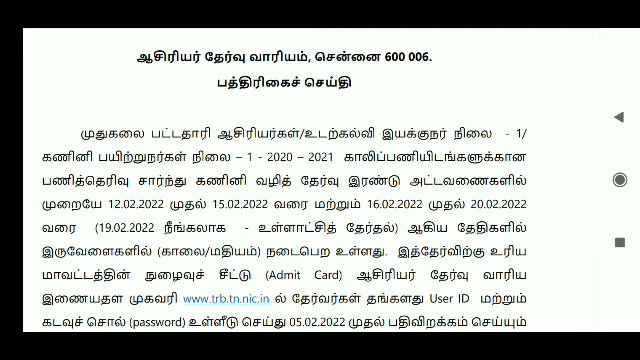 ஆசிரியர் தேர்வு வாரியம், சென்னை 600 006.
பத்திரிகைச் செய்தி
முதுகலை பட்டதாரி ஆசிரியர்கள்/உடற்கல்வி இயக்குநர் நிலை - 1/
கணினி பயிற்றுநர்கள் நிலை – 1 - 2020 – 2021 காலிப்பணியிடங்களுக்கான
பணித்தெரிவு சார்ந்து கணினி வழித் தேர்வு இரண்டு அட்டவணைகளில்
முறையே 12.02.2022 முதல் 15.02.2022 வரை மற்றும் 16.02.2022 முதல் 20.02.2022
வரை (19.02.2022 நீங்கலாக - உள்ளாட்சித் தேர்தல்) ஆகிய தேதிகளில்
இருவேளைகளில் (காலை/மதியம்) நடைபெற உள்ளது. இத்தேர்விற்கு உரிய
மாவட்டத்தின் நுழைவுச் சீட்டு (Admit Card) ஆசிரியர் தேர்வு வாரிய
இணையதள முகவரி www.trb.tn.nic.in ல் தேர்வர்கள் தங்களது User ID மற்றும்
கடவுச் சொல் (password) உள்ளீடு செய்து 05.02.2022 முதல் பதிவிறக்கம் செய்யும்